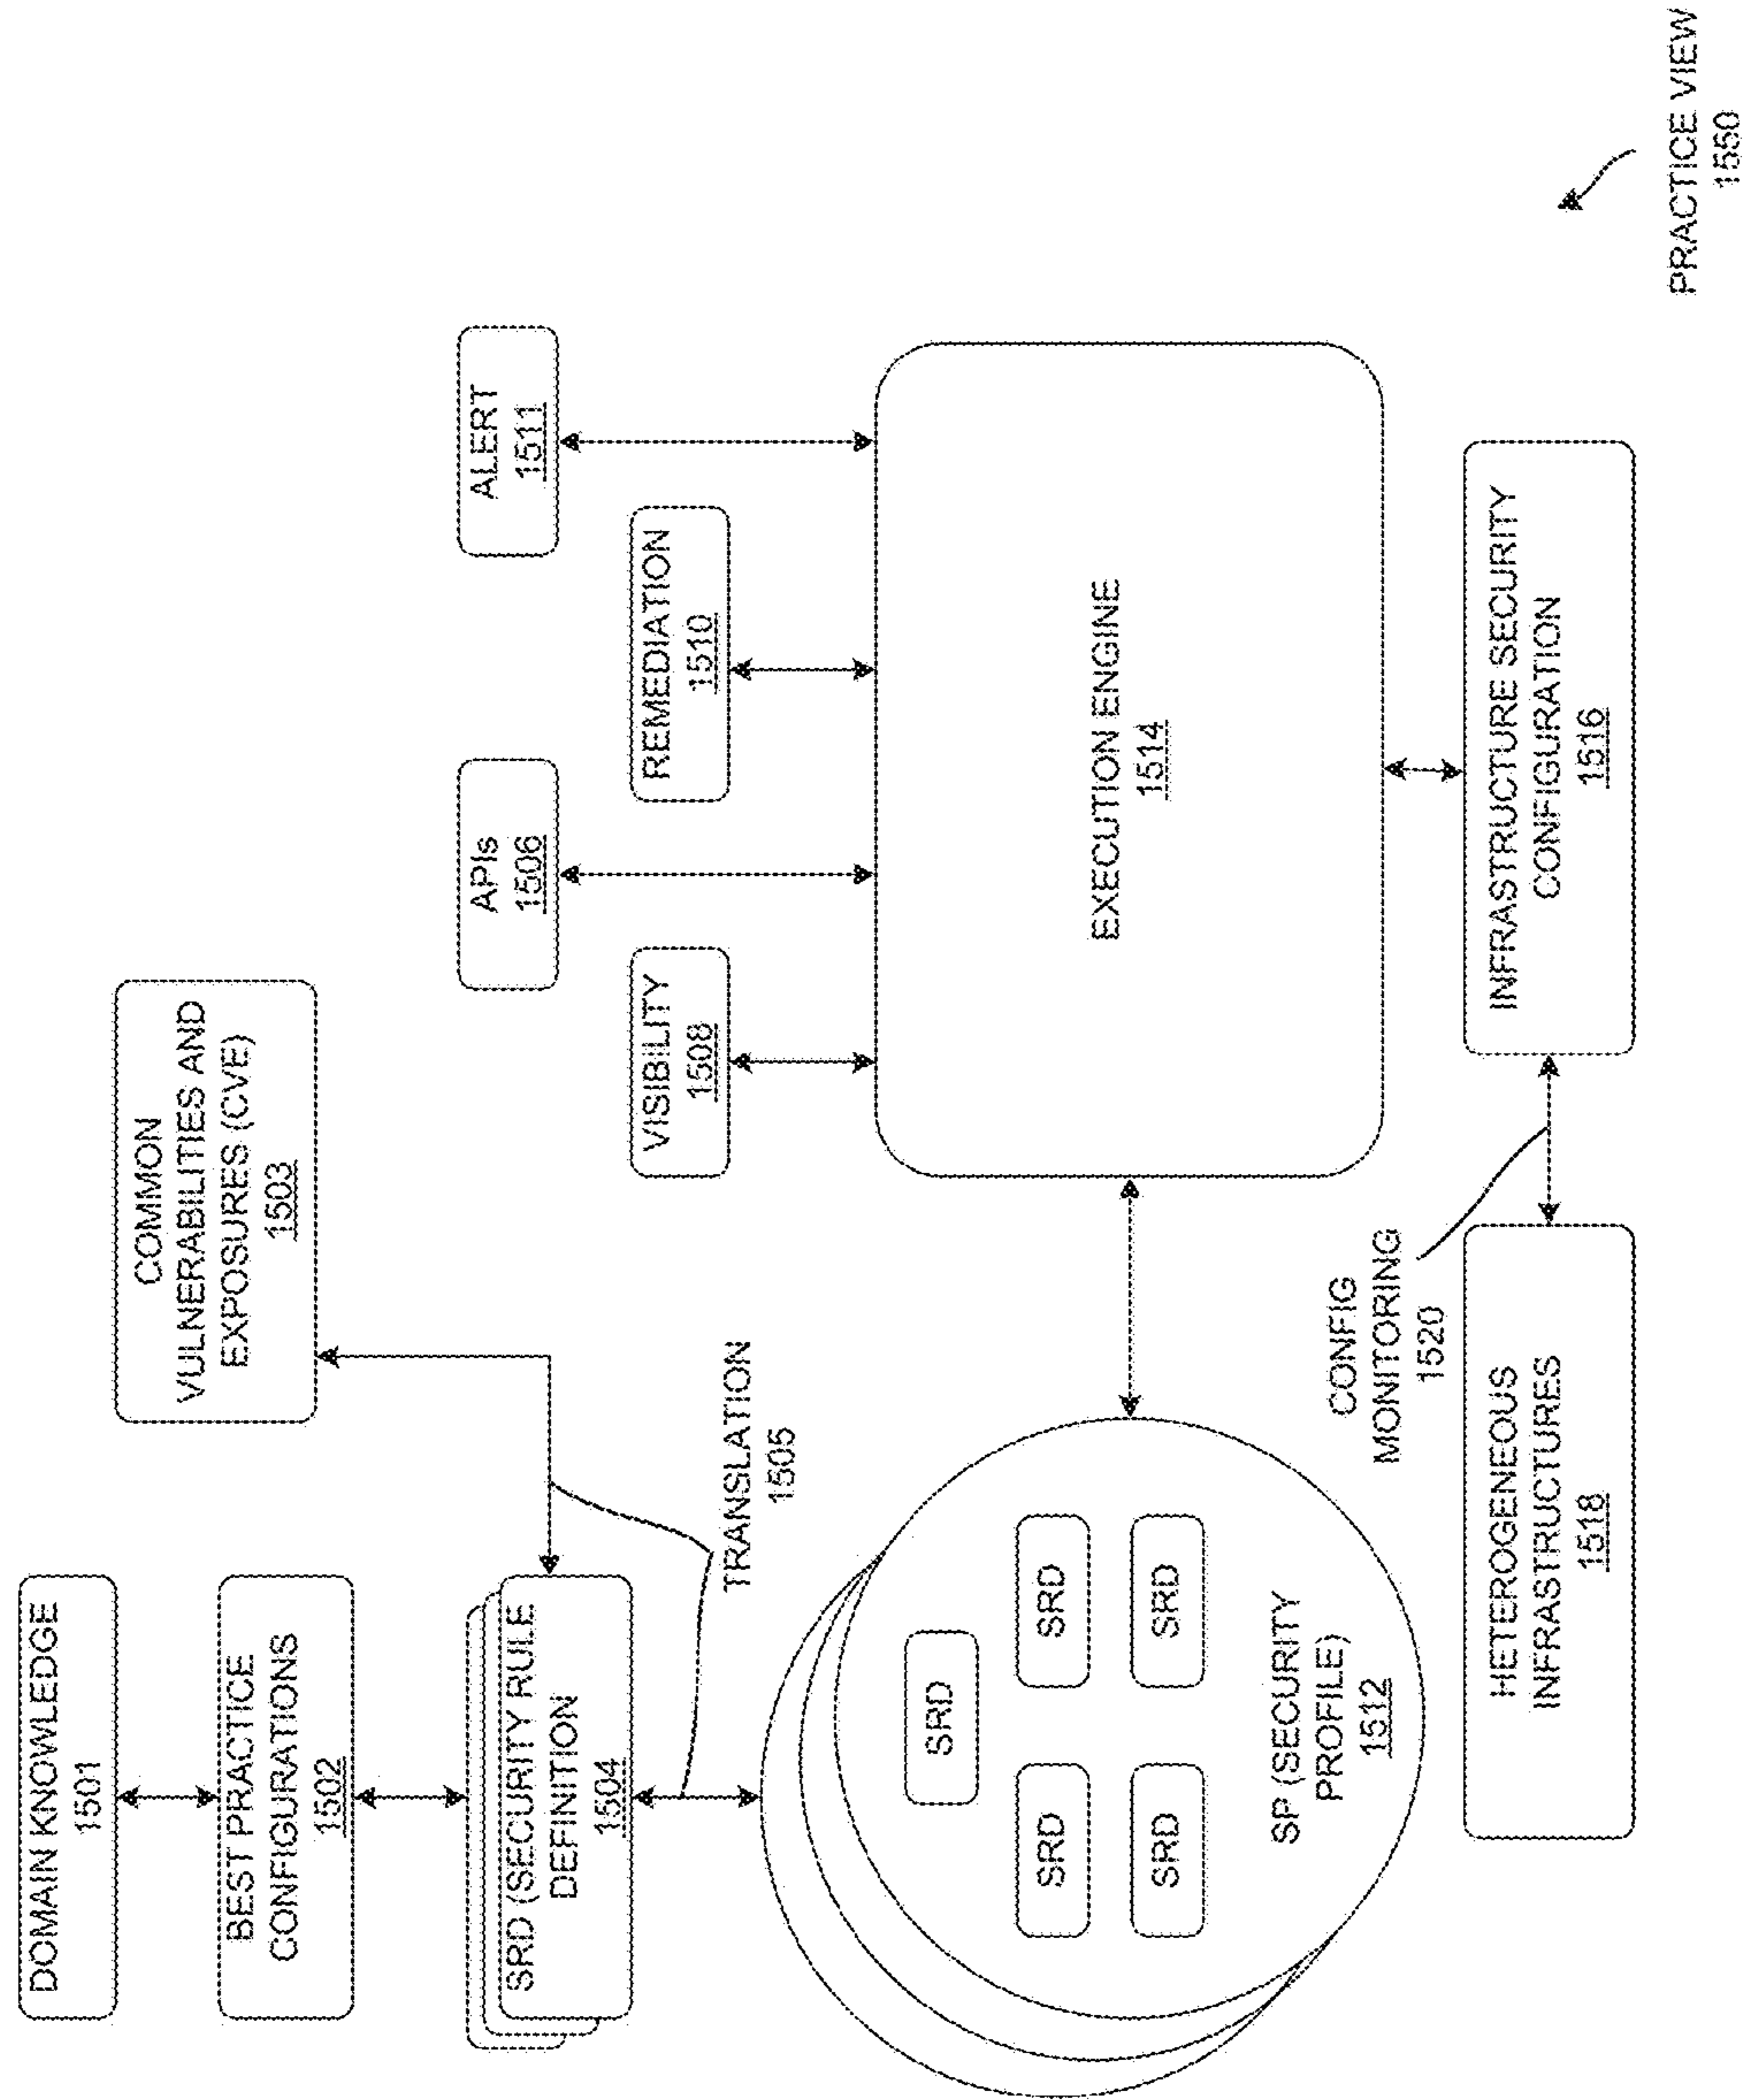 DOMAIN KNOWLEDGE
1501
BEST PRACTICE
CONFIGURATIONS
1502
SRD (SECURITY RULE
DEFINITION
1504
COMMON
VULNERABILITIES AND
EXPOSURES (CVE)
1503
TRANSLATION
1505
APIs
1506
ALERT
1511
VISIBILITY
1508
REMEDIATION
1510
SRD
SRD
SRD
SRD
SRD
SP (SECURITY
PROFILE)
1512
EXECUTION ENGINE
1514
CONFIG
MONITORING
1520
HETEROGENEOUS
INFRASTRUCTURES
1518
INFRASTRUCTURE SECURITY
CONFIGURATION
1516
PRACTICE VIEW
1550